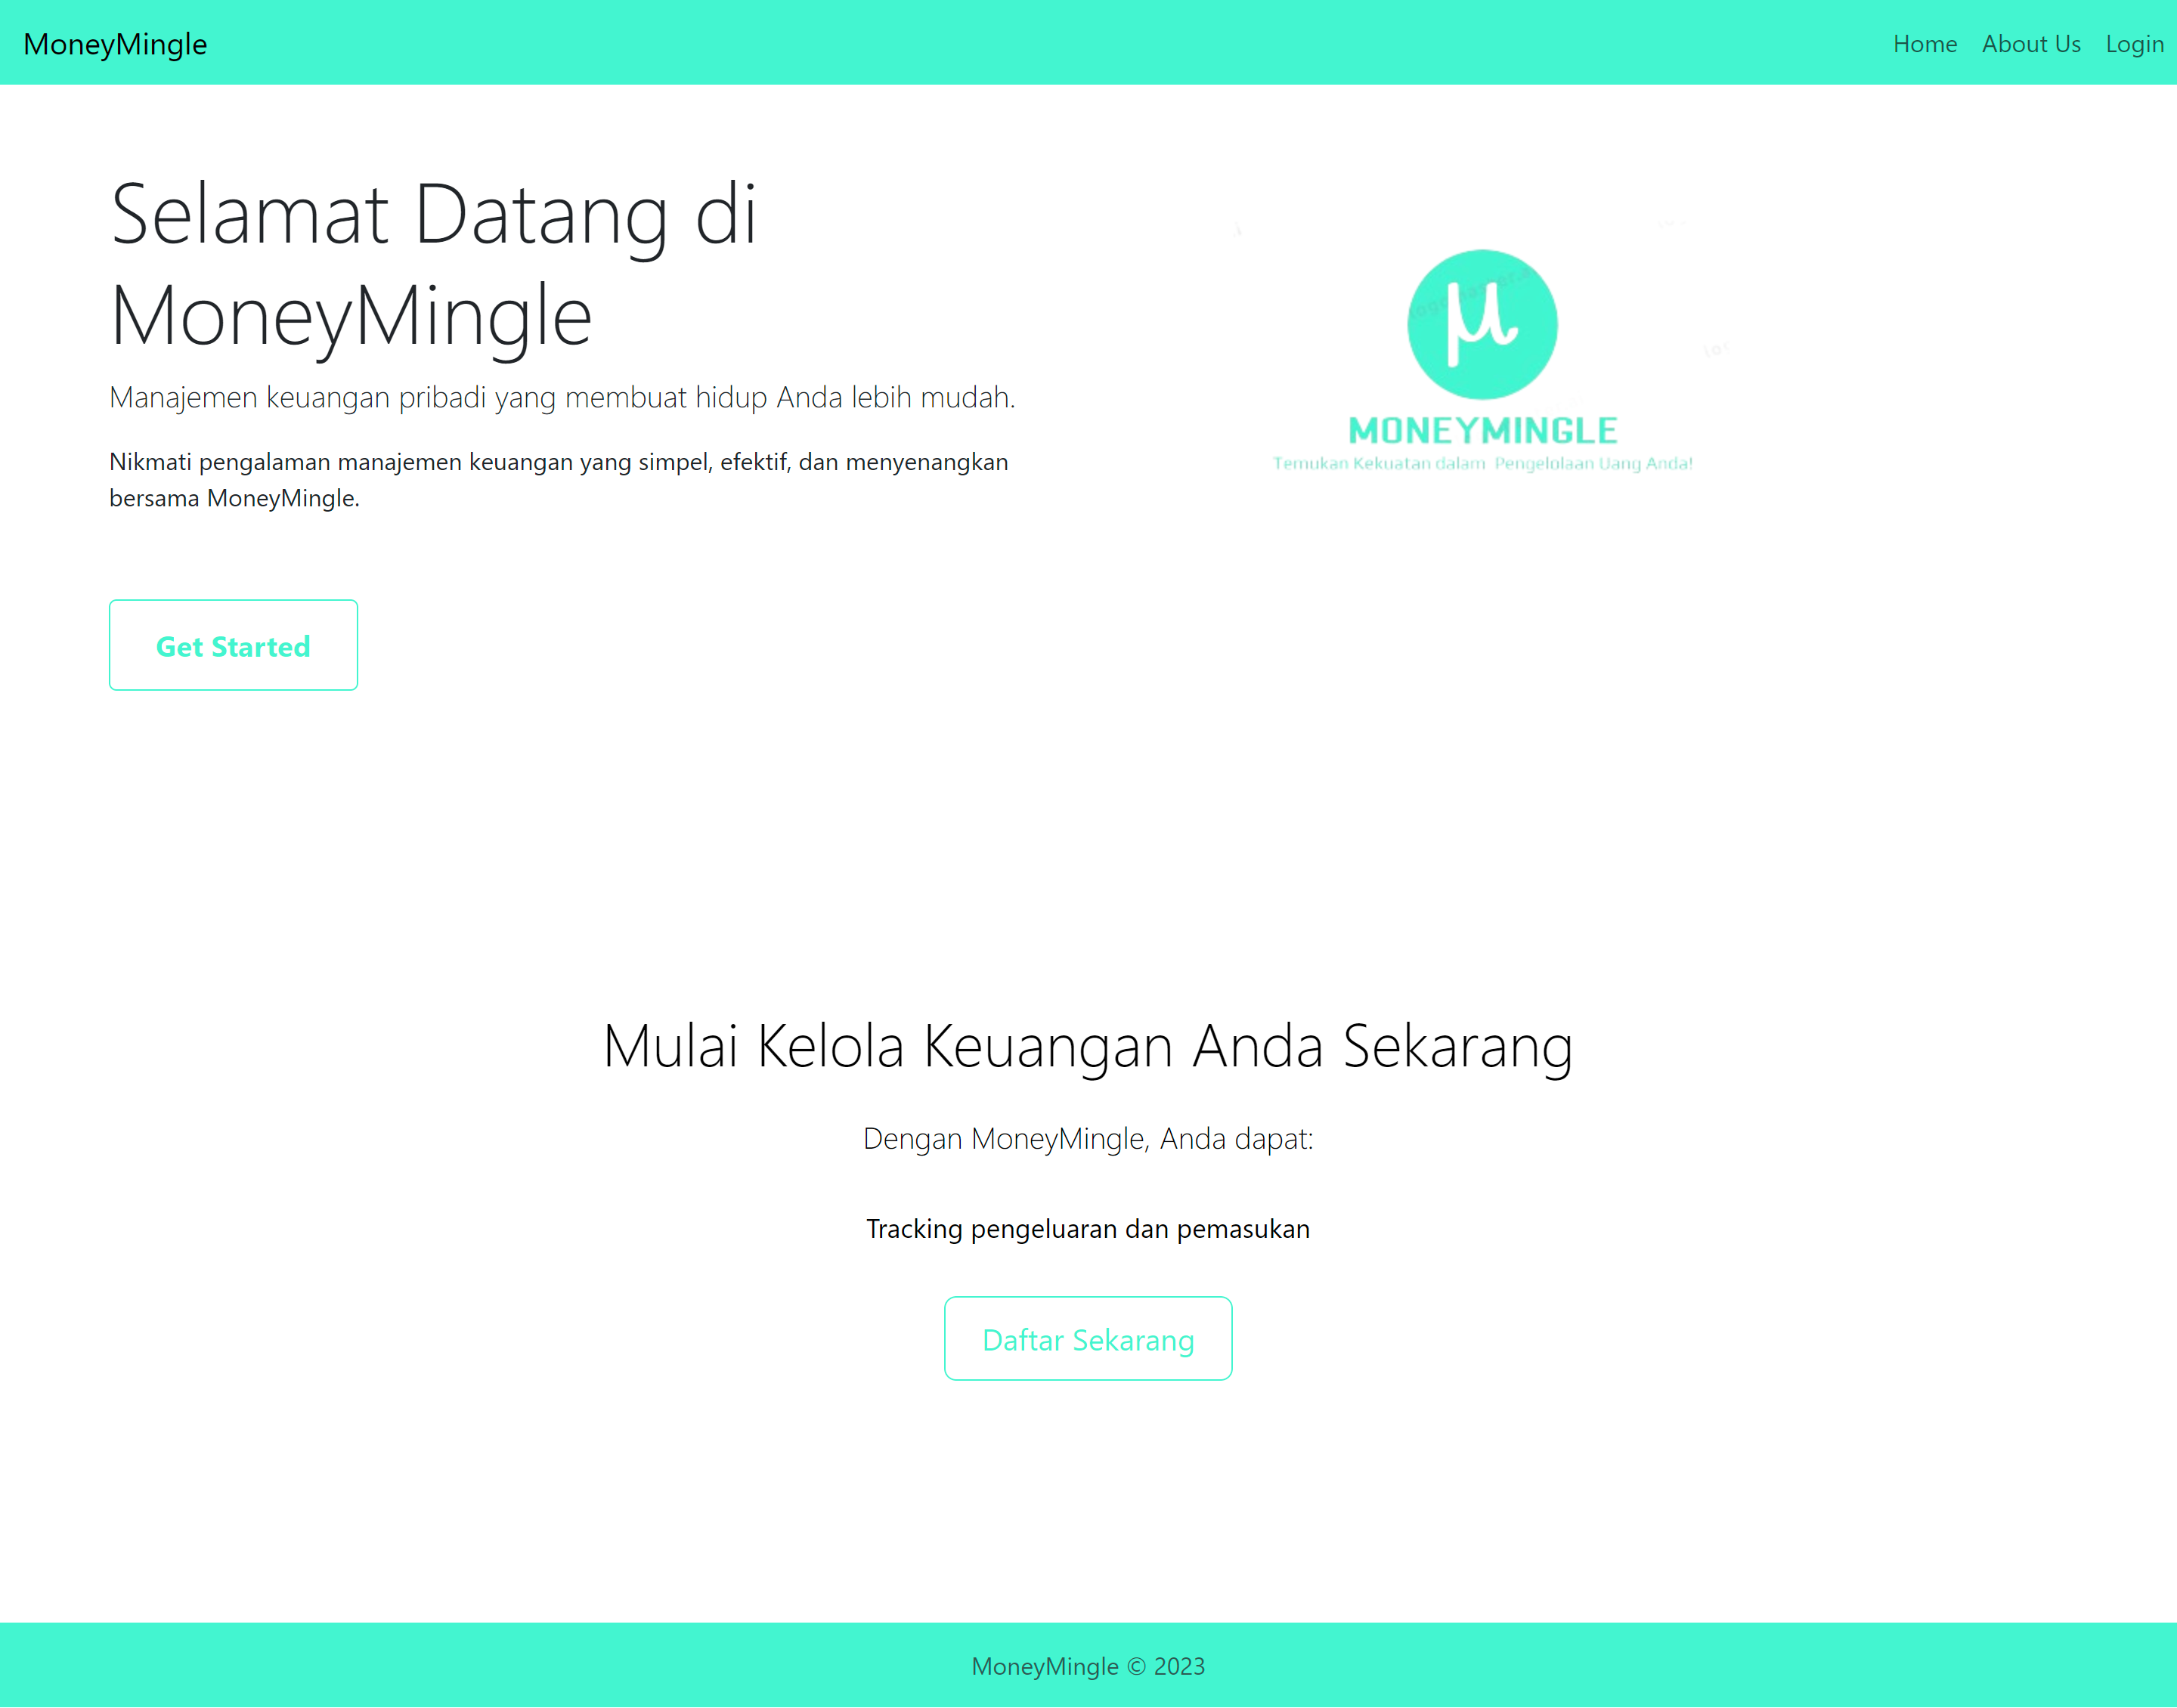 MoneyMingle
Home About Us Login
Selamat Datang di
MoneyMingle
Manajemen keuangan pribadi yang membuat hidup Anda lebih mudah.
Nikmati pengalaman manajemen keuangan yang simpel, efektif, dan menyenangkan
bersama MoneyMingle.
Get Started
μ
MONEYMINGLE
Temukan Kekuatan dalam Pengelolaan Uang Anda!
Mulai Kelola Keuangan Anda Sekarang
Dengan MoneyMingle, Anda dapat:
Tracking pengeluaran dan pemasukan
Daftar Sekarang
MoneyMingle © 2023